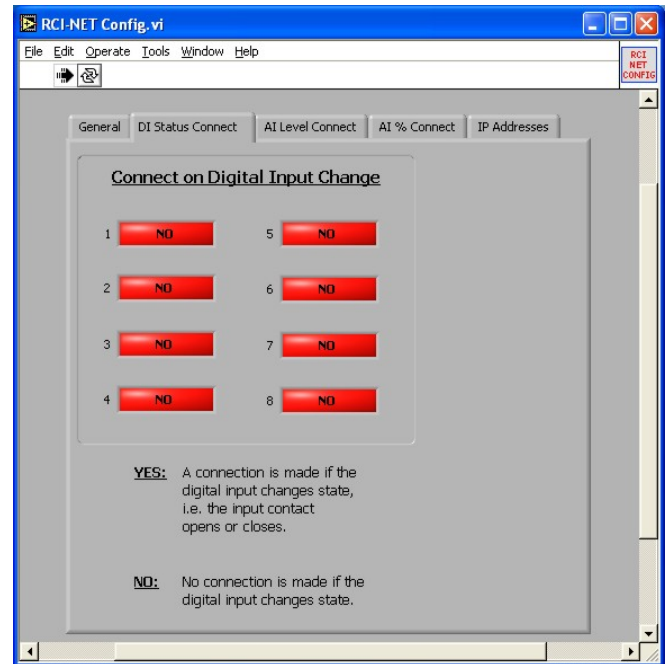 RCI-NET Config.vi
File Edit Operate Tools Window Help
RCI
NET
CONFIG
General DI Status Connect AI Level Connect AI % Connect IP Addresses
Connect on Digital Input Change
1 NO 5 NO
2 NO 6 NO
3 NO 7 NO
4 NO 8 NO
YES: A connection is made if the
digital input changes state,
i.e. the input contact
opens or closes.
NO: No connection is made if the
digital input changes state.